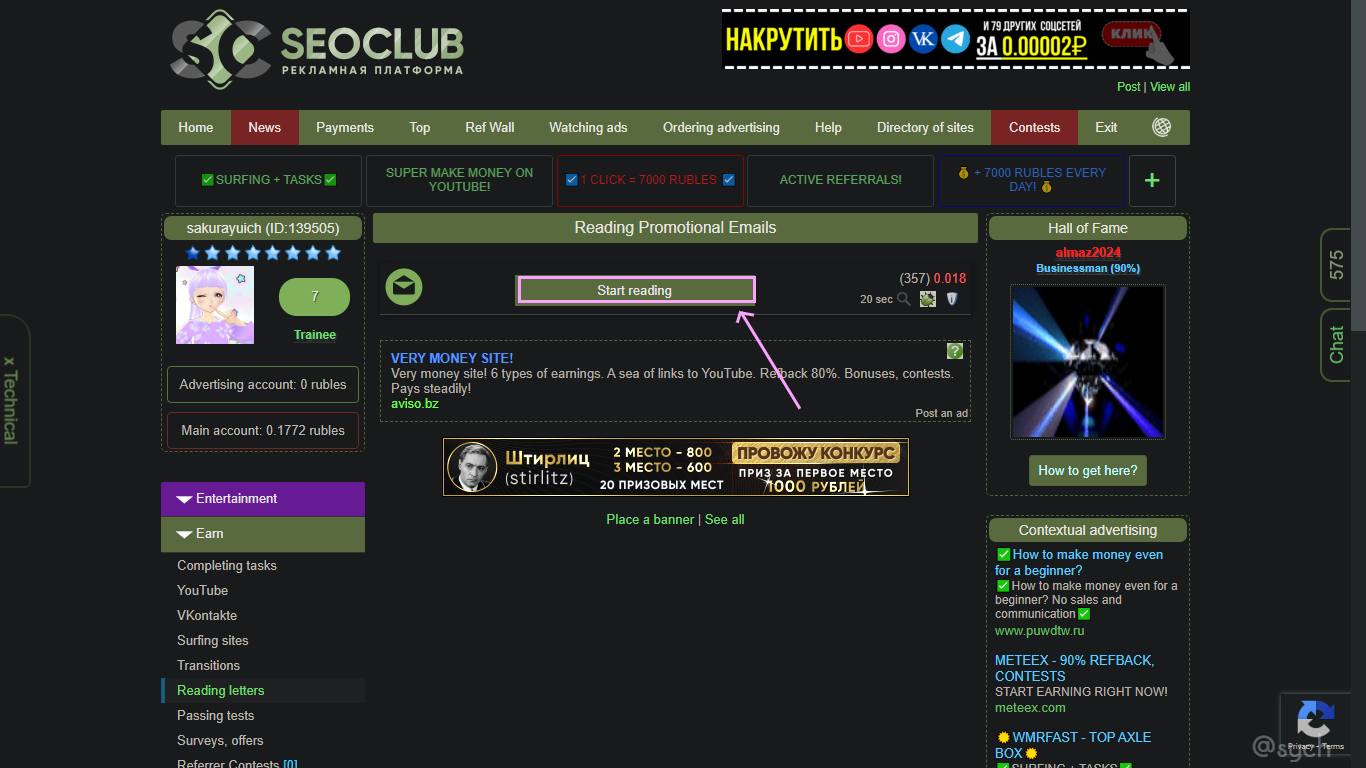 SEOCLUB
РЕКЛАМНАЯ ПЛАТФОРМА
НАКРУТИТЬ
И 79 ДРУГИХ СОЦСЕТЕЙ
ЗА 0.00002₽
КЛИК
Post | View all
Home News Payments Top Ref Wall Watching ads Ordering advertising Help Directory of sites Contests Exit
✅SURFING + TASKS✅
SUPER MAKE MONEY ON
YOUTUBE!
☑ 1 CLICK = 7000 RUBLES ☑
ACTIVE REFERRALS!
💰 + 7000 RUBLES EVERY
DAY! 💰
+
sakurayuich (ID:139505)
7
Trainee
Advertising account: 0 rubles
Main account: 0.1772 rubles
Entertainment
Earn
Completing tasks
YouTube
VKontakte
Surfing sites
Transitions
Reading letters
Passing tests
Surveys, offers
Referrer Contests [0]
x Technical
Reading Promotional Emails
Start reading
(357) 0.018
20 sec
VERY MONEY SITE!
Very money site! 6 types of earnings. A sea of links to YouTube. Refback 80%. Bonuses, contests.
Pays steadily!
aviso.bz
Post an ad
Штирлиц
(stirlitz)
2 МЕСТО - 800
3 МЕСТО - 600
20 ПРИЗОВЫХ МЕСТ
ПРОВОЖУ КОНКУРС
ПРИЗ ЗА ПЕРВОЕ МЕСТО
1000 РУБЛЕЙ
Place a banner | See all
Hall of Fame
almaz2024
Businessman (90%)
How to get here?
Contextual advertising
✅How to make money even
for a beginner?
✅How to make money even for a
beginner? No sales and
communication✅
www.puwdtw.ru
METEEX - 90% REFBACK,
CONTESTS
START EARNING RIGHT NOW!
meteex.com
WMRFAST - TOP AXLE
BOX
✅SURFING + TASKS✅
575
Chat
Privacy - Terms